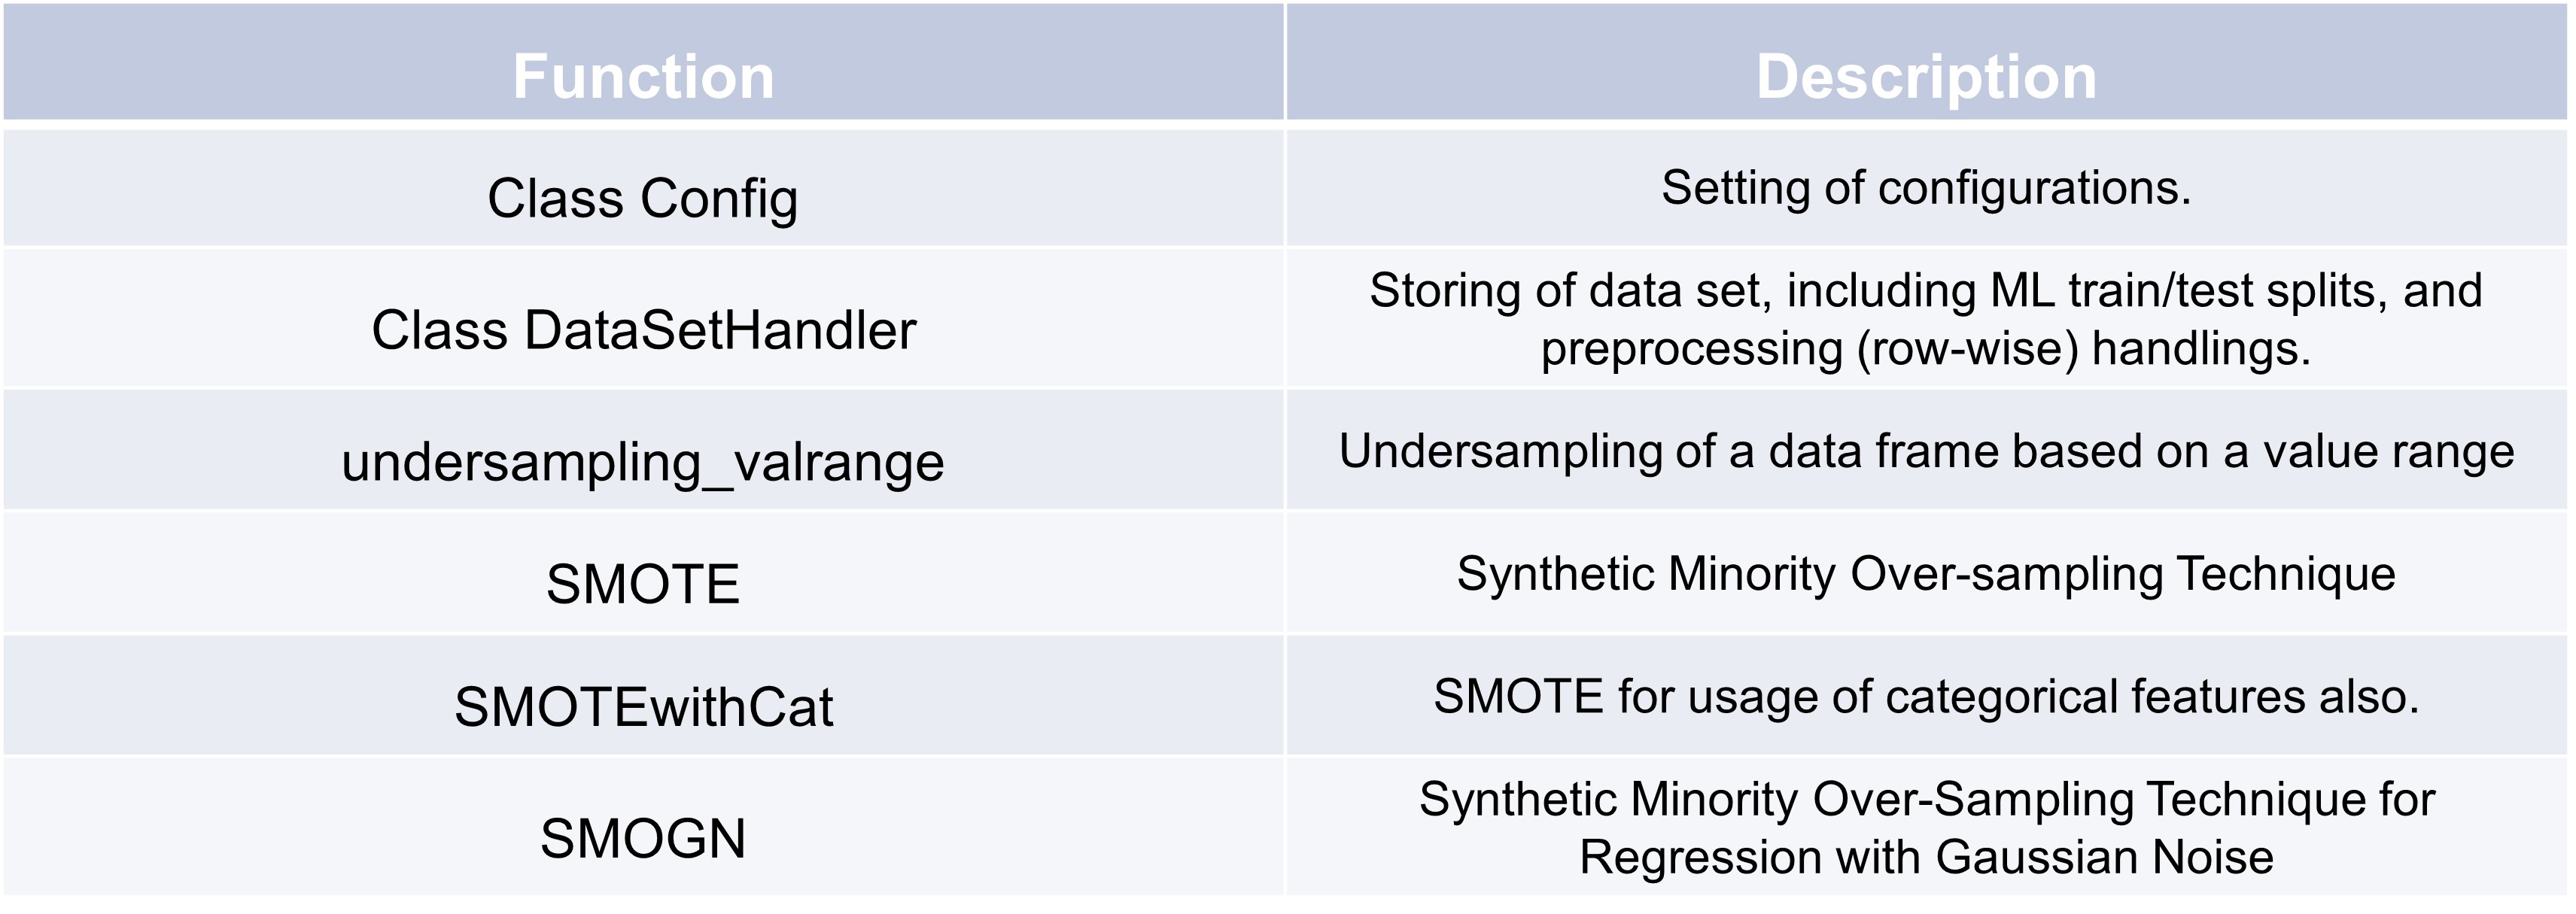 Function Description
Class Config Setting of configurations.
Class DataSetHandler Storing of data set, including ML train/test splits, and
preprocessing (row-wise) handlings.
undersampling_valrange Undersampling of a data frame based on a value range
SMOTE Synthetic Minority Over-sampling Technique
SMOTEwithCat SMOTE for usage of categorical features also.
SMOGN Synthetic Minority Over-Sampling Technique for
Regression with Gaussian Noise